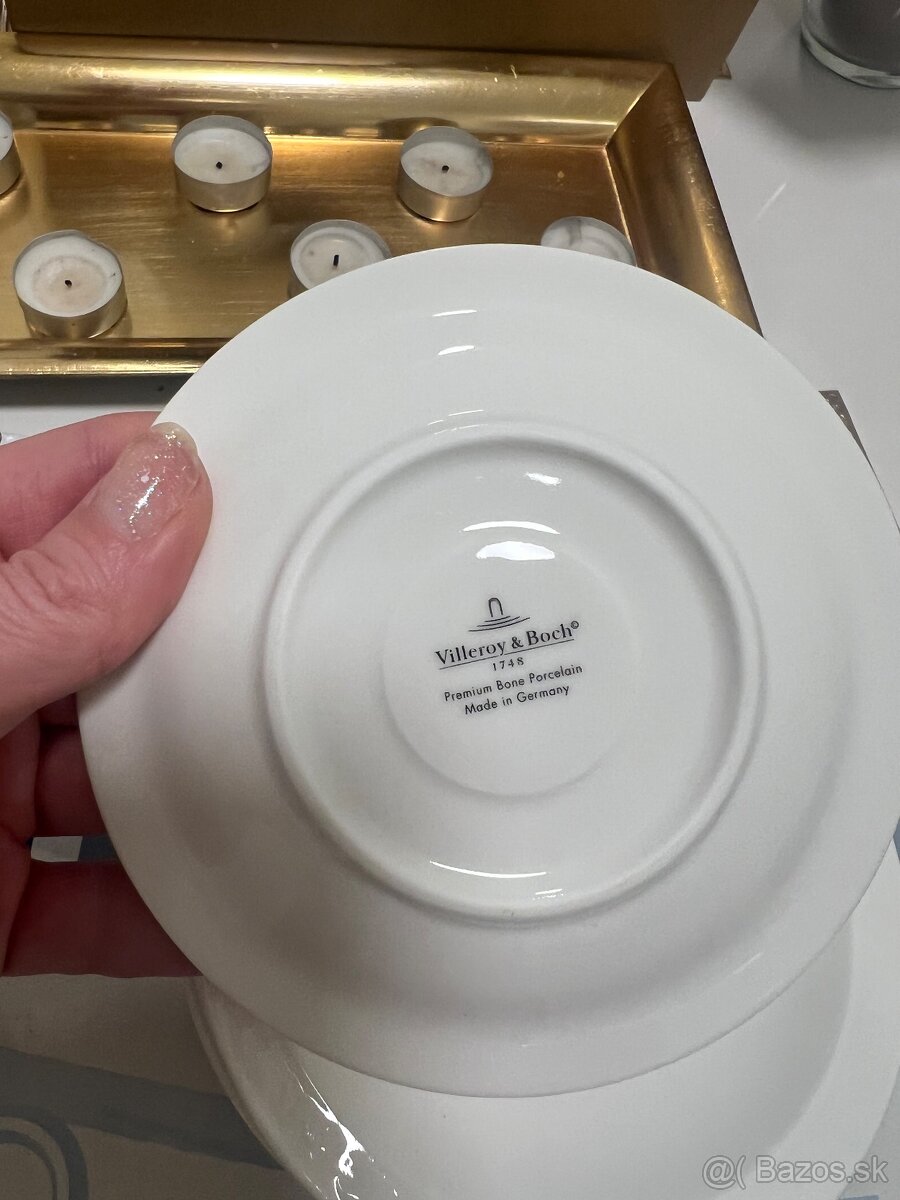 Villeroy & Boch©
1748
Premium Bone Porcelain
Made in Germany
@( Bazos.sk